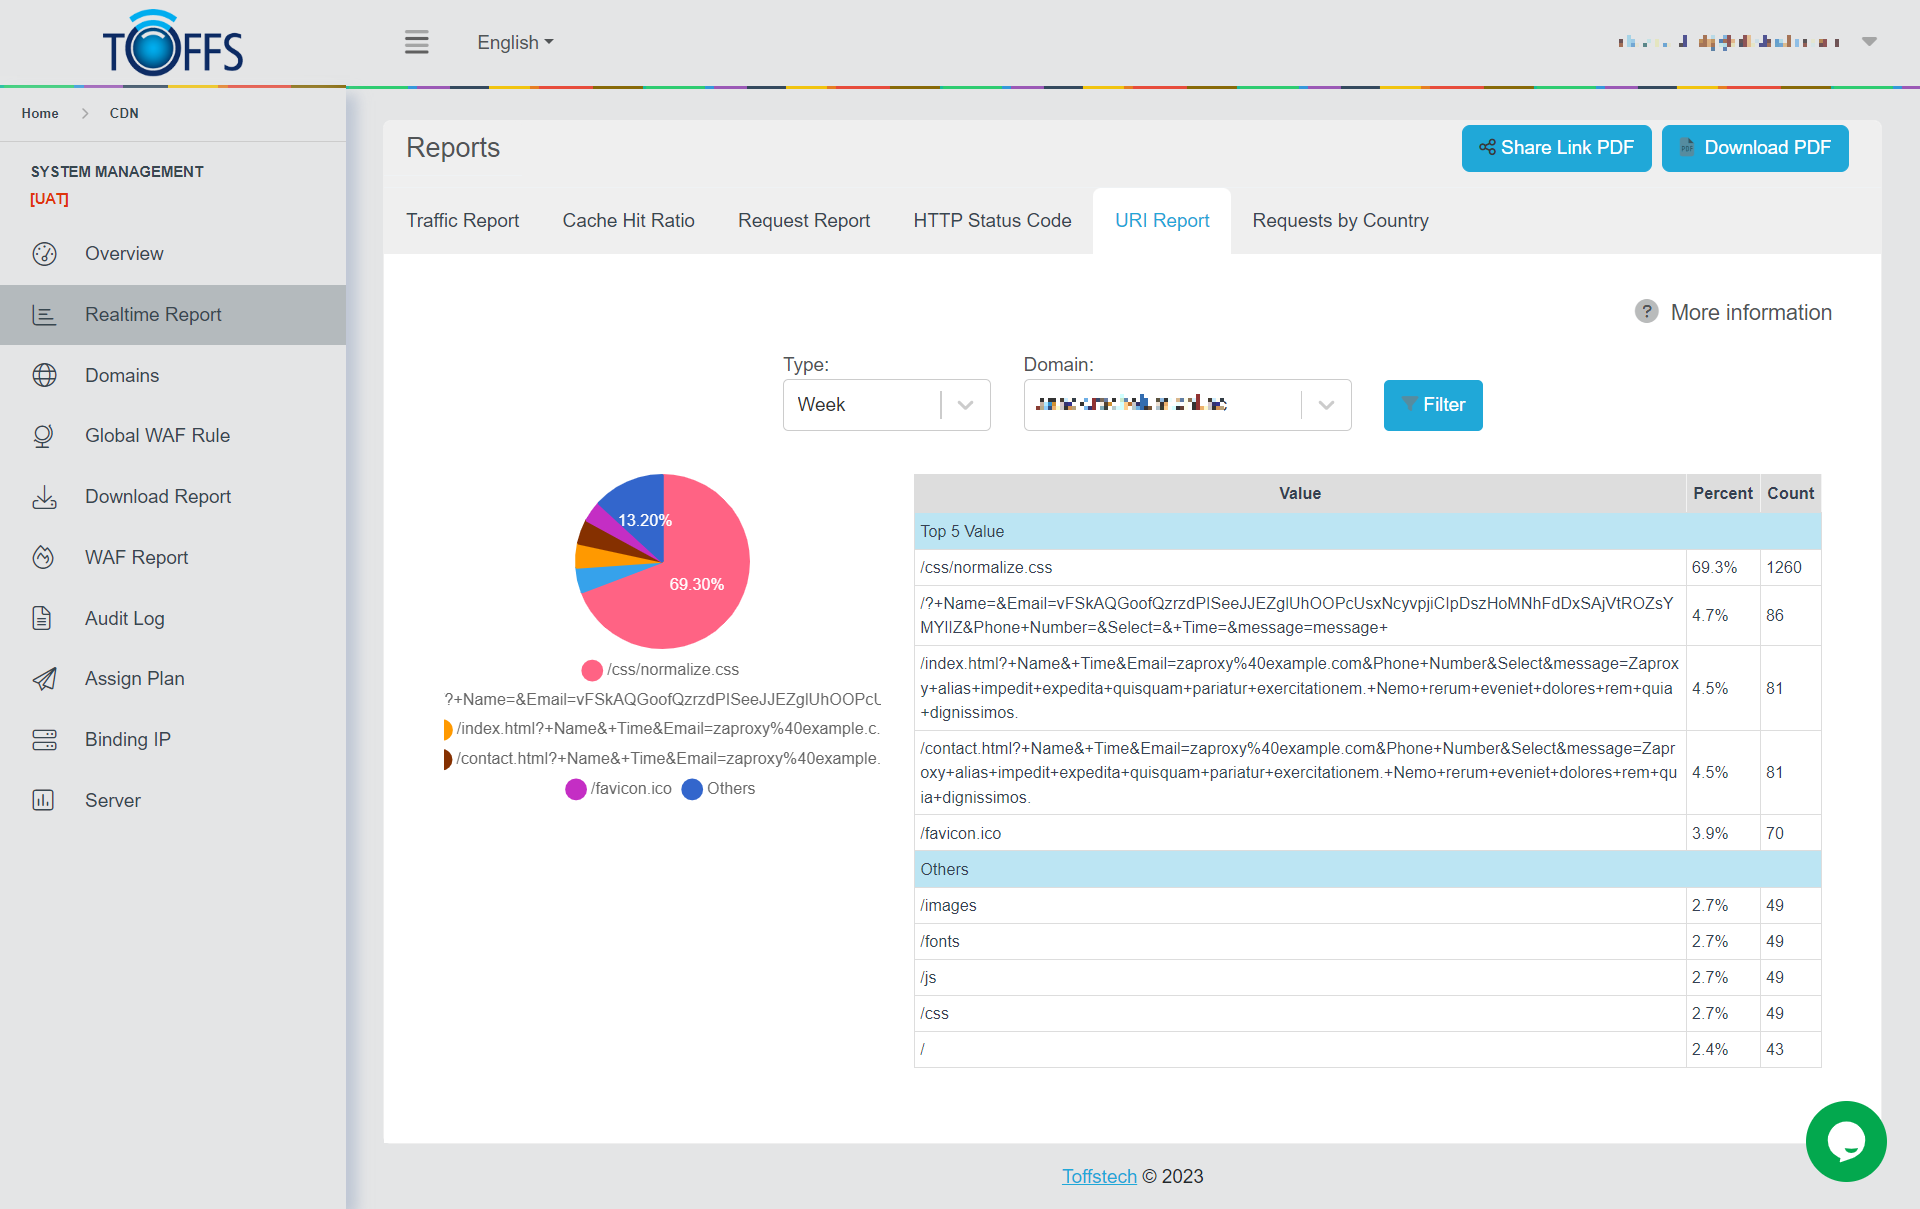 TOFFS
English
Home
CDN
SYSTEM MANAGEMENT
[UAT]
Overview
Realtime Report
Domains
Global WAF Rule
Download Report
WAF Report
Audit Log
Assign Plan
Binding IP
Server
Reports
Share Link PDF
Download PDF
Traffic Report
Cache Hit Ratio
Request Report
HTTP Status Code
URI Report
Requests by Country
? More information
Type:
Week
Domain:
Filter
13.20%
69.30%
/css/normalize.css
?+Name=&Email=vFSkAQGoofQzrzdPISeeJJEZglUhOOPcU
/index.html?+Name&+Time&Email=zaproxy%40example.c.
/contact.html?+Name&+Time&Email=zaproxy%40example.
/favicon.ico
Others
Value Percent Count
Top 5 Value
/css/normalize.css 69.3% 1260
/?+Name=&Email=vFSkAQGoofQzrzdPISeeJJEZglUhOOPcUsxNcyvpjiCIpDszHoMNhFdDxSAjVtROZsY
MYIIZ&Phone+Number=&Select=&+Time=&message=message+ 4.7% 86
/index.html?+Name&+Time&Email=zaproxy%40example.com&Phone+Number&Select&message=Zaprox
y+alias+impedit+expedita+quisquam+pariatur+exercitationem.+Nemo+rerum+eveniet+dolores+rem+quia 4.5% 81
+dignissimos.
/contact.html?+Name&+Time&Email=zaproxy%40example.com&Phone+Number&Select&message=Zapr
oxy+alias+impedit+expedita+quisquam+pariatur+exercitationem.+Nemo+rerum+eveniet+dolores+rem+qu 4.5% 81
ia+dignissimos.
/favicon.ico 3.9% 70
Others
/images 2.7% 49
/fonts 2.7% 49
/js 2.7% 49
/css 2.7% 49
/ 2.4% 43
Toffstech © 2023